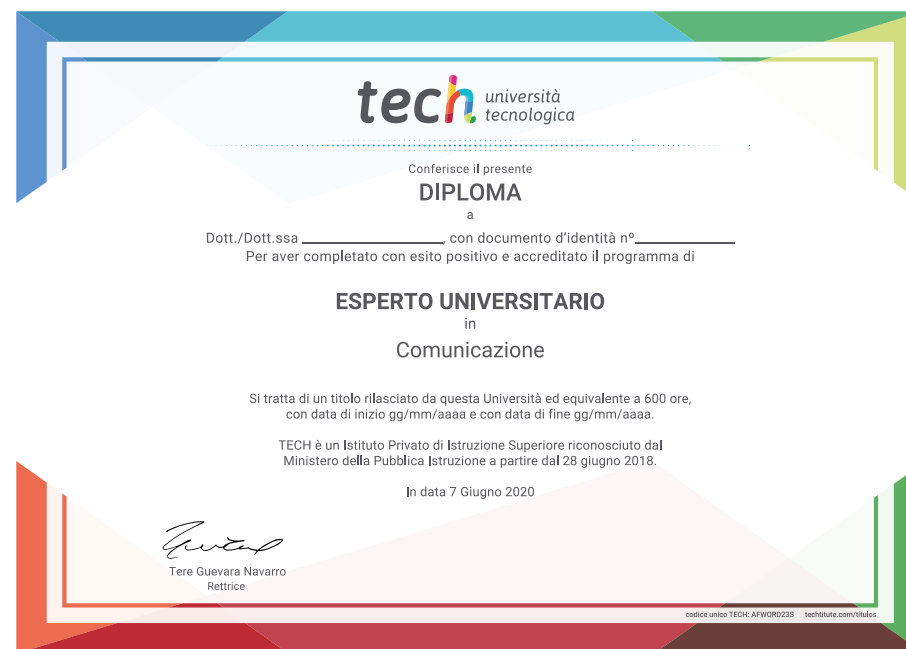 tech università
tecnologica
Conferisce il presente
DIPLOMA
a
Dott./Dott.ssa ____________________, con documento d'identità nº______________
Per aver completato con esito positivo e accreditato il programma di
ESPERTO UNIVERSITARIO
in
Comunicazione
Si tratta di un titolo rilasciato da questa Università ed equivalente a 600 ore,
con data di inizio gg/mm/aaaa e con data di fine gg/mm/aaaa.
TECH è un Istituto Privato di Istruzione Superiore riconosciuto dal
Ministero della Pubblica Istruzione a partire dal 28 giugno 2018.
In data 7 Giugno 2020
Tere Guevara Navarro
Rettrice
codice unico TECH: AFWORD23S techtitute.com/titulos